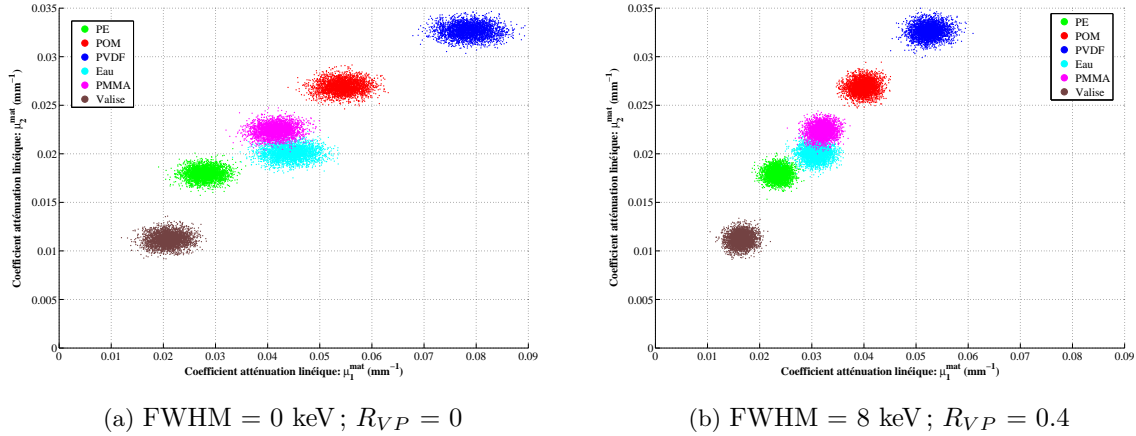 0.035
0.03
0.025
0.02
0.015
0.01
0.005
0
Coefficient atténuation linéique: μ₂ᵐᵃᵗ (mm⁻¹)
PE
POM
PVDF
Eau
PMMA
Valise
0 0.01 0.02 0.03 0.04 0.05 0.06 0.07 0.08 0.09
Coefficient atténuation linéique: μ₁ᵐᵃᵗ (mm⁻¹)
(a) FWHM = 0 keV ; R_VP = 0
0.035
0.03
0.025
0.02
0.015
0.01
0.005
0
Coefficient atténuation linéique: μ₂ᵐᵃᵗ (mm⁻¹)
PE
POM
PVDF
Eau
PMMA
Valise
0 0.01 0.02 0.03 0.04 0.05 0.06 0.07 0.08 0.09
Coefficient atténuation linéique: μ₁ᵐᵃᵗ (mm⁻¹)
(b) FWHM = 8 keV ; R_VP = 0.4